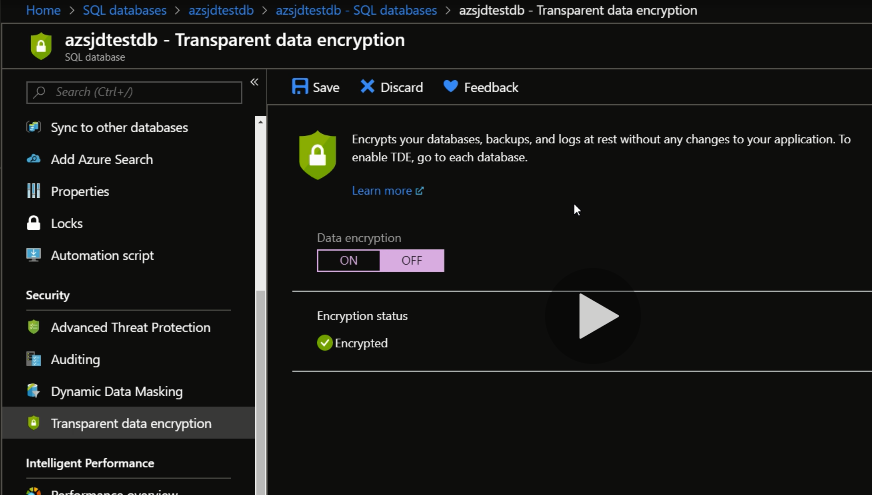 Home > SQL databases > azsjdtestdb > azsjdtestdb - SQL databases > azsjdtestdb - Transparent data encryption
azsjdtestdb - Transparent data encryption
SQL database
Search (Ctrl+/)
«
Sync to other databases
Add Azure Search
Properties
Locks
Automation script
Security
Advanced Threat Protection
Auditing
Dynamic Data Masking
Transparent data encryption
Intelligent Performance
Performance overview
Save Discard Feedback
Encrypts your databases, backups, and logs at rest without any changes to your application. To
enable TDE, go to each database.
Learn more
Data encryption
ON OFF
Encryption status
Encrypted